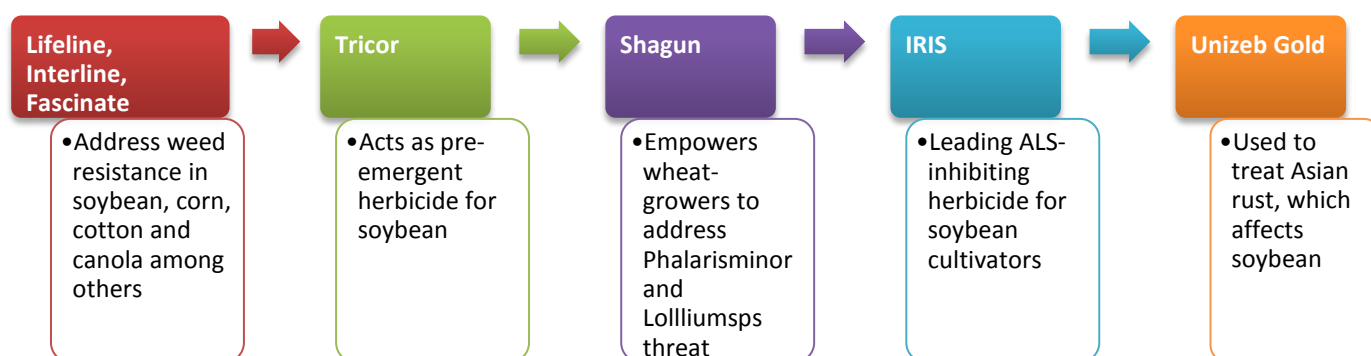 Lifeline,
Interline,
Fascinate
•Address weed
resistance in
soybean, corn,
cotton and
canola among
others
Tricor
•Acts as pre-
emergent
herbicide for
soybean
Shagun
•Empowers
wheat-
growers to
address
Phalarisminor
and
Lollliumsps
threat
IRIS
•Leading ALS-
inhibiting
herbicide for
soybean
cultivators
Unizeb Gold
•Used to
treat Asian
rust, which
affects
soybean